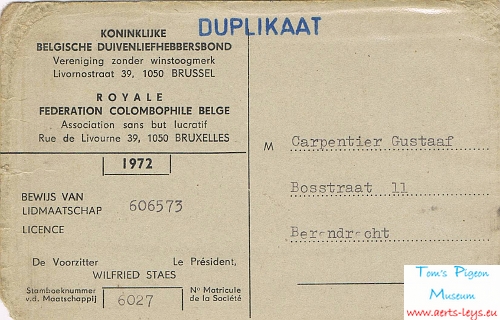 DUPLIKAAT
KONINKLIJKE
BELGISCHE DUIVENLIEFHEBBERSBOND
Vereniging zonder winstoogmerk
Livornostraat 39, 1050 BRUSSEL
ROYALE
FEDERATION COLOMBOPHILE BELGE
Association sans but lucratif
Rue de Livourne 39, 1050 BRUXELLES
1972
BEWIJS VAN
LIDMAATSCHAP 606573
LICENCE
De Voorzitter Le Président,
WILFRIED STAES
Stamboeknummer
v.d. Maatschappij
6027
Nº Matricule
de la Société
M Carpentier Gustaaf
Bosstraat 11
Berendrecht
Tom's Pigeon
Museum
www.aerts-leys.eu